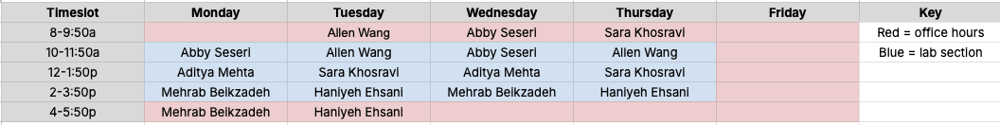 Timeslot Monday Tuesday Wednesday Thursday Friday Key
8-9:50a Allen Wang Abby Seseri Sara Khosravi Red = office hours
10-11:50a Abby Seseri Allen Wang Abby Seseri Allen Wang Blue = lab section
12-1:50p Aditya Mehta Sara Khosravi Aditya Mehta Sara Khosravi
2-3:50p Mehrab Beikzadeh Haniyeh Ehsani Mehrab Beikzadeh Haniyeh Ehsani
4-5:50p Mehrab Beikzadeh Haniyeh Ehsani